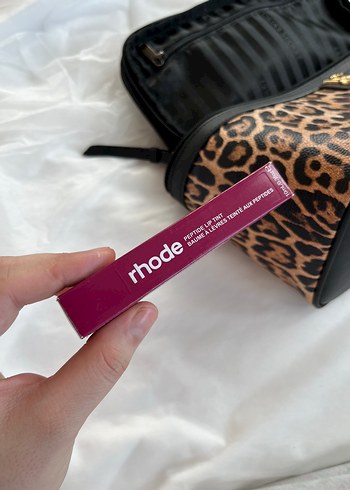 rhode
PEPTIDE LIP TINT
BAUME À LÈVRES TEINTÉ AUX PEPTIDES